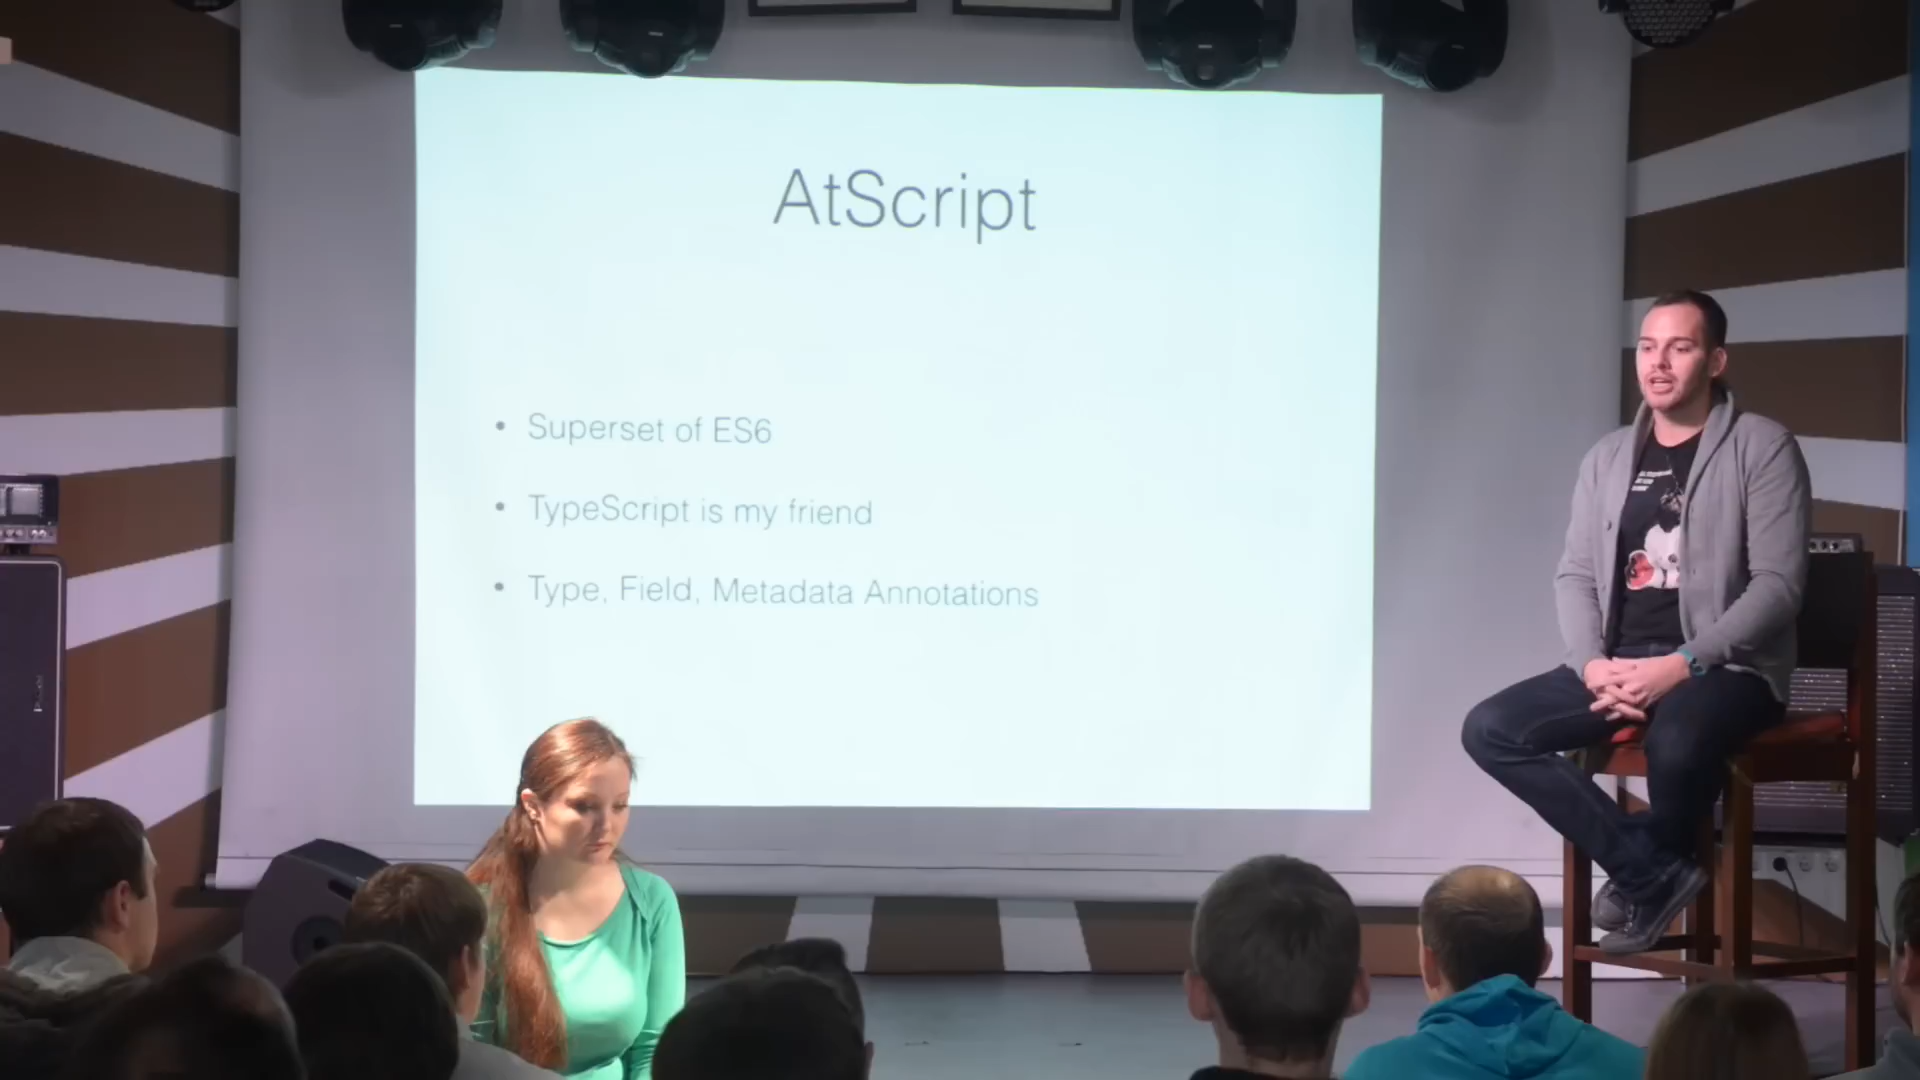 AtScript
• Superset of ES6
• TypeScript is my friend
• Type, Field, Metadata Annotations